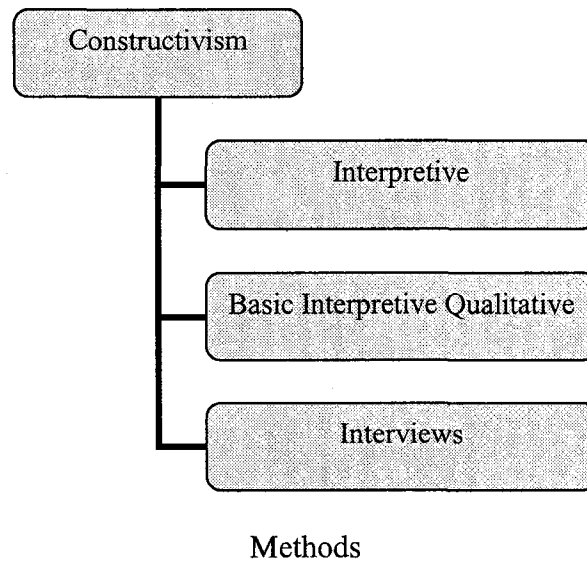 Constructivism
Interpretive
Basic Interpretive Qualitative
Interviews
Methods